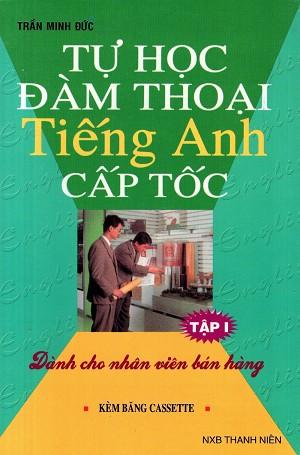 TRẦN MINH ĐỨC
TỰ HỌC
ĐÀM THOẠI
Tiếng Anh
CẤP TỐC
TẬP I
Dành cho nhân viên bán hàng
KÈM BĂNG CASSETTE
NXB THANH NIÊN